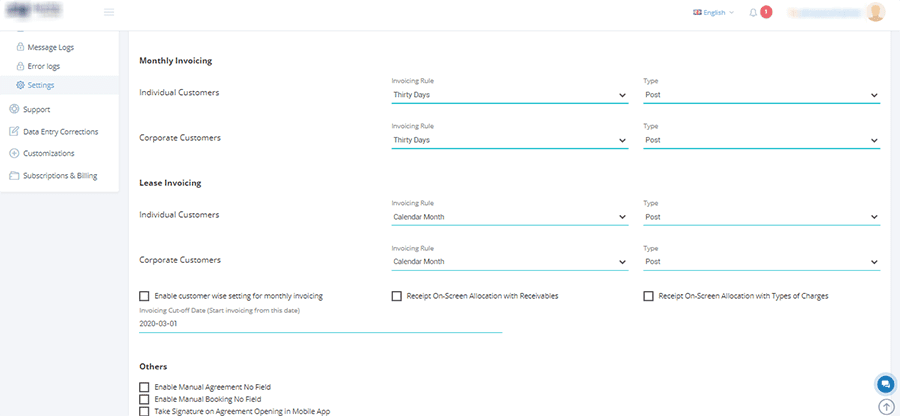 English
1
Message Logs
Error logs
Settings
Support
Data Entry Corrections
Customizations
Subscriptions & Billing
Monthly Invoicing
Individual Customers
Invoicing Rule
Thirty Days
Type
Post
Corporate Customers
Invoicing Rule
Thirty Days
Type
Post
Lease Invoicing
Individual Customers
Invoicing Rule
Calendar Month
Type
Post
Corporate Customers
Invoicing Rule
Calendar Month
Type
Post
Enable customer wise setting for monthly invoicing
Receipt On-Screen Allocation with Receivables
Receipt On-Screen Allocation with Types of Charges
Invoicing Cut-off Date (Start invoicing from this date)
2020-03-01
Others
Enable Manual Agreement No Field
Enable Manual Booking No Field
Take Signature on Agreement Opening in Mobile App